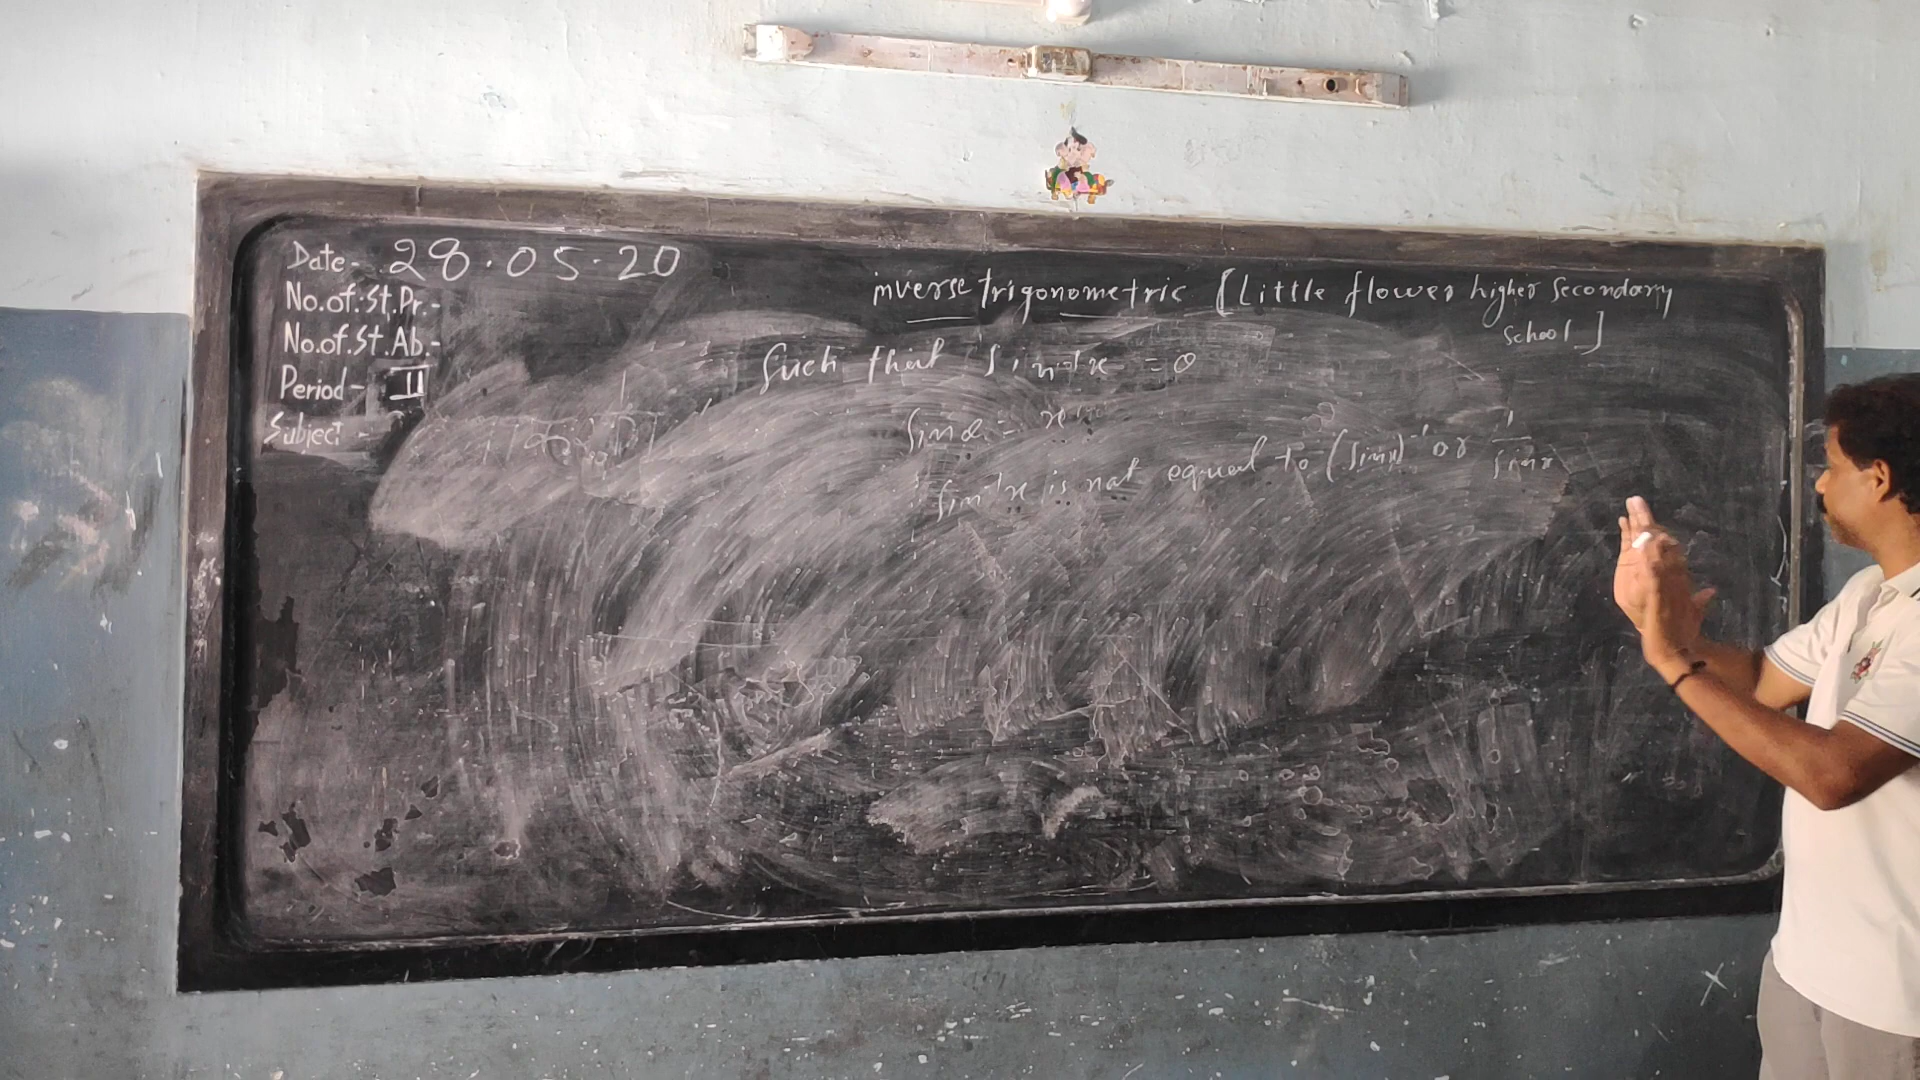 Date- 28.05.20
No.of.St.Pr.-
No.of.St.Ab.-
Period- II
Subject -
inverse trigonometric [Little flower higher Secondary
School]
Such that Sin⁻¹x = θ
Sin θ = x
Sin⁻¹x is not equal to (Sinx)⁻¹ or 1/Sinx